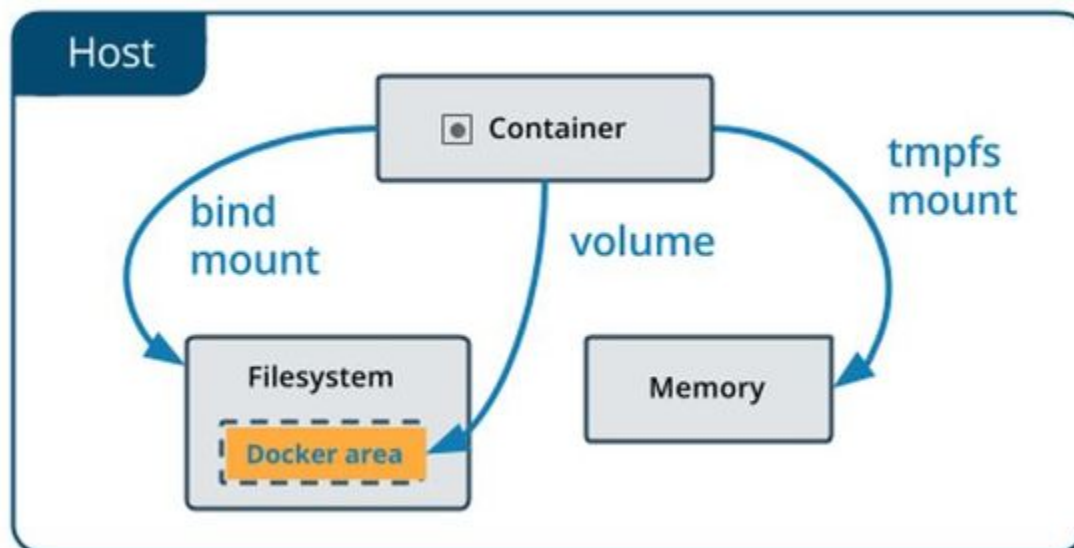 Host
Container
bind
mount
volume
tmpfs
mount
Filesystem
Docker area
Memory